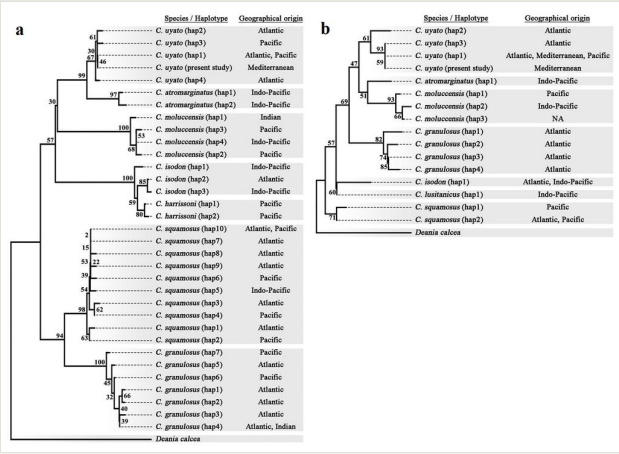 a
Species / Haplotype Geographical origin
C. uyato (hap2) Atlantic
C. uyato (hap3) Pacific
C. uyato (hap1) Atlantic, Pacific
C. uyato (present study) Mediterranean
C. uyato (hap4) Atlantic
C. atromarginatus (hap1) Indo-Pacific
C. atromarginatus (hap2) Indo-Pacific
C. moluccensis (hap1) Indian
C. moluccensis (hap3) Pacific
C. moluccensis (hap4) Indo-Pacific
C. moluccensis (hap2) Pacific
C. isodon (hap1) Indo-Pacific
C. isodon (hap2) Atlantic
C. isodon (hap3) Indo-Pacific
C. harrissoni (hap1) Pacific
C. harrissoni (hap2) Pacific
C. squamosus (hap10) Atlantic, Pacific
C. squamosus (hap7) Atlantic
C. squamosus (hap8) Atlantic
C. squamosus (hap9) Atlantic
C. squamosus (hap6) Pacific
C. squamosus (hap5) Indo-Pacific
C. squamosus (hap3) Atlantic
C. squamosus (hap4) Pacific
C. squamosus (hap1) Atlantic
C. squamosus (hap2) Pacific
C. granulosus (hap7) Pacific
C. granulosus (hap5) Atlantic
C. granulosus (hap6) Pacific
C. granulosus (hap1) Atlantic
C. granulosus (hap2) Atlantic
C. granulosus (hap3) Atlantic
C. granulosus (hap4) Atlantic, Indian
Deania calcea
61
30
67
46
99
97
30
100
53
68
57
100
85
59
80
2
15
53
22
39
54
98
62
63
94
100
45
66
32
40
39
b
Species / Haplotype Geographical origin
C. uyato (hap2) Atlantic
C. uyato (hap3) Atlantic
C. uyato (hap1) Atlantic, Mediterranean, Pacific
C. uyato (present study) Mediterranean
C. atromarginatus (hap1) Indo-Pacific
C. moluccensis (hap1) Pacific
C. moluccensis (hap2) Indo-Pacific
C. moluccensis (hap3) NA
C. granulosus (hap1) Atlantic
C. granulosus (hap2) Atlantic
C. granulosus (hap3) Atlantic
C. granulosus (hap4) Atlantic
C. isodon (hap1) Atlantic, Indo-Pacific
C. lusitanicus (hap1) Indo-Pacific
C. squamosus (hap1) Pacific
C. squamosus (hap2) Atlantic, Pacific
Deania calcea
61
93
59
47
51
93
66
69
82
74
85
57
60
71